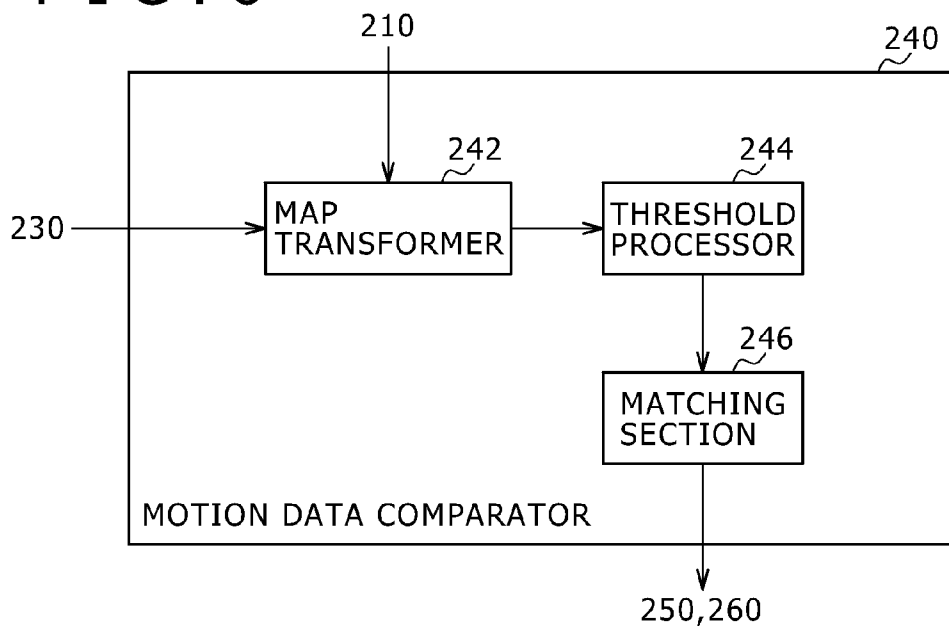 210
240
242
244
MAP
TRANSFORMER
THRESHOLD
PROCESSOR
230
246
MATCHING
SECTION
MOTION DATA COMPARATOR
250,260